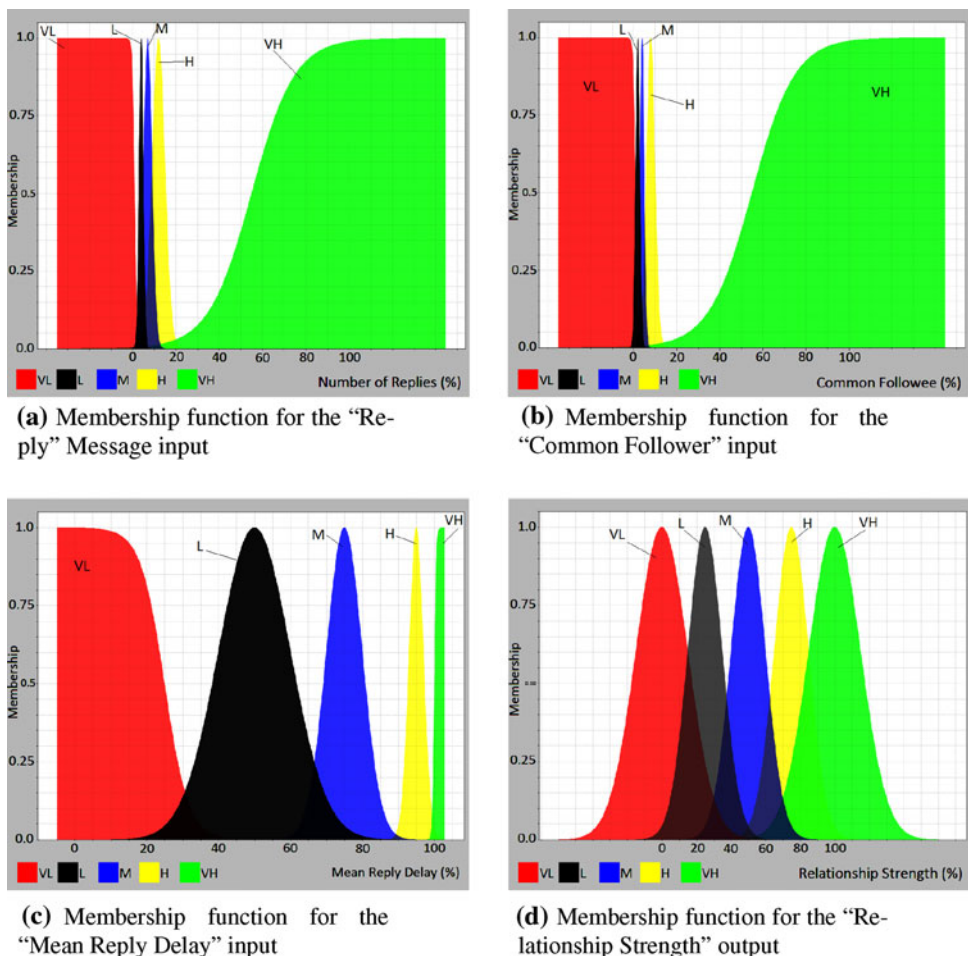 VL L M H VH
1.0
0.75
0.5
0.25
0.0
Membership
0 20 40 60 80 100
VL L M H VH Number of Replies (%)
(a) Membership function for the “Re-
ply” Message input
VL L M H VH
1.0
0.75
0.5
0.25
0.0
Membership
0 20 40 60 80 100
VL L M H VH Common Followee (%)
(b) Membership function for the
“Common Follower” input
VL L M H VH
1.0
0.75
0.5
0.25
0.0
Membership
0 20 40 60 80 100
VL L M H VH Mean Reply Delay (%)
(c) Membership function for the
“Mean Reply Delay” input
VL L M H VH
1.0
0.75
0.25
0.0
Membership
0 20 40 60 80 100
VL L M H VH Relationship Strength (%)
(d) Membership function for the “Re-
lationship Strength” output